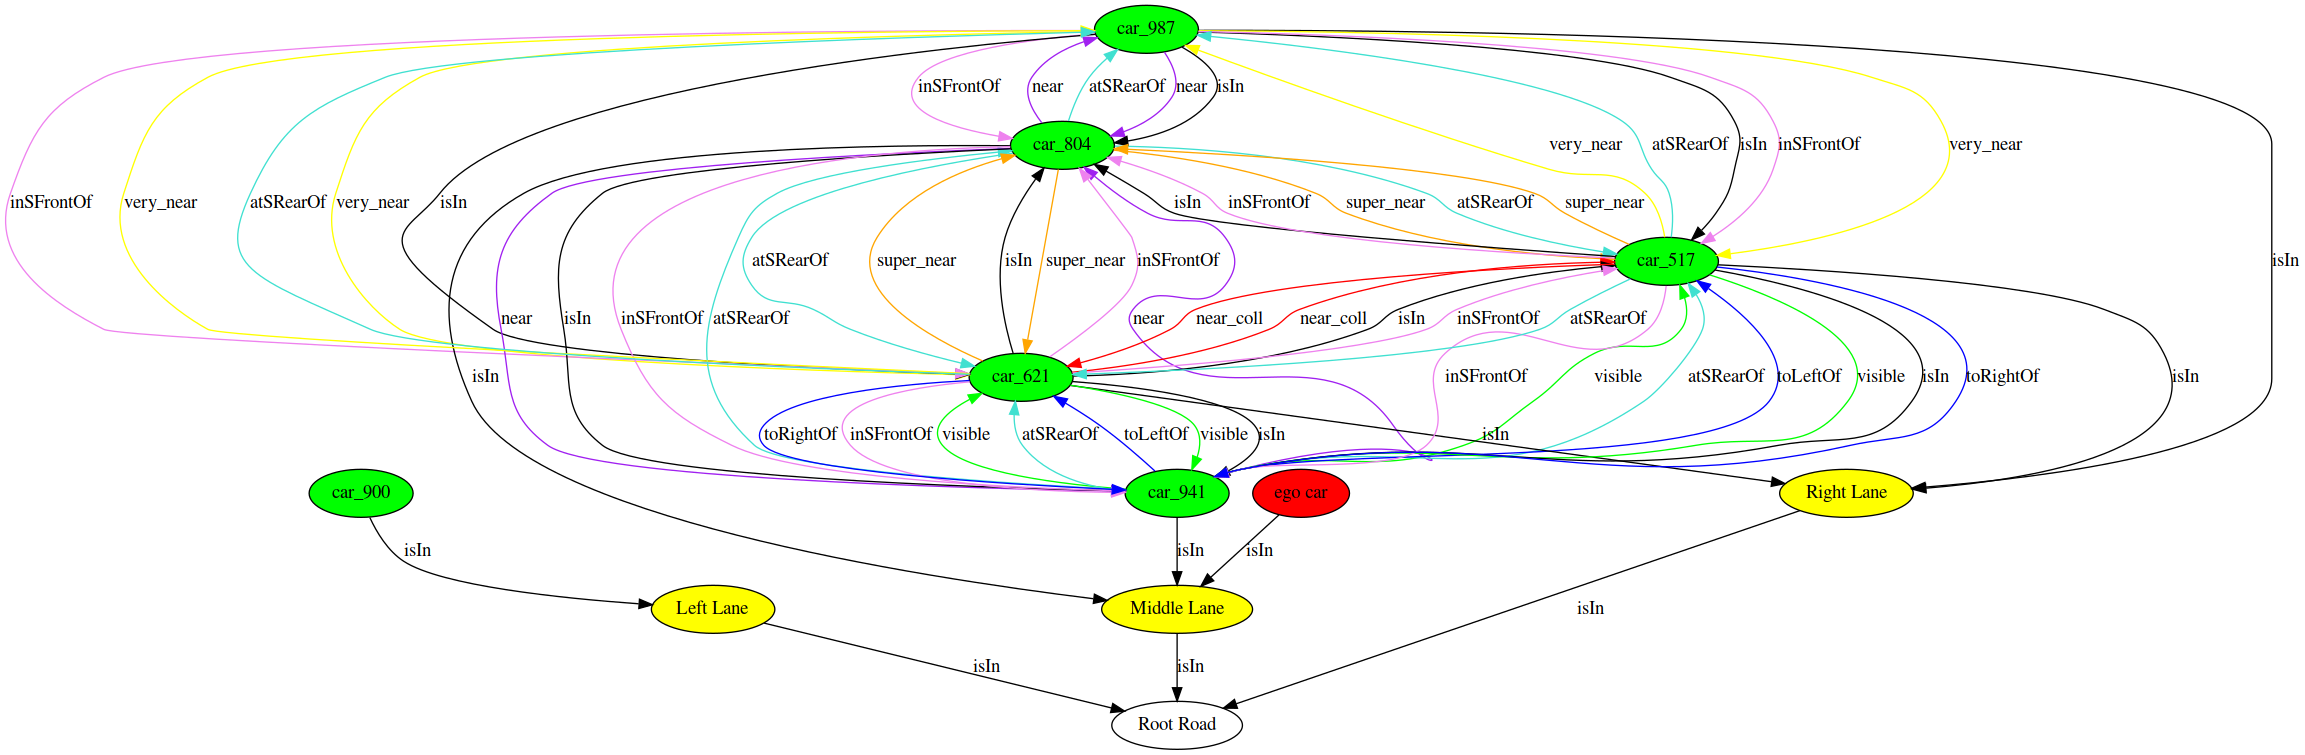 car_987
inSFrontOf near atSRearOf near isIn
car_804
inSFrontOf very_near atSRearOf very_near isIn
very_near atSRearOf isIn inSFrontOf very_near
isIn inSFrontOf super_near atSRearOf super_near
atSRearOf super_near isIn super_near inSFrontOf
car_517
isIn
near isIn inSFrontOf atSRearOf
near near_coll near_coll isIn inSFrontOf atSRearOf
isIn
car_621
inSFrontOf visible atSRearOf toLeftOf visible isIn toRightOf isIn
toRightOf inSFrontOf visible atSRearOf toLeftOf visible isIn
isIn
car_900
car_941
ego car
Right Lane
isIn isIn isIn
Left Lane
Middle Lane
isIn
isIn isIn
Root Road